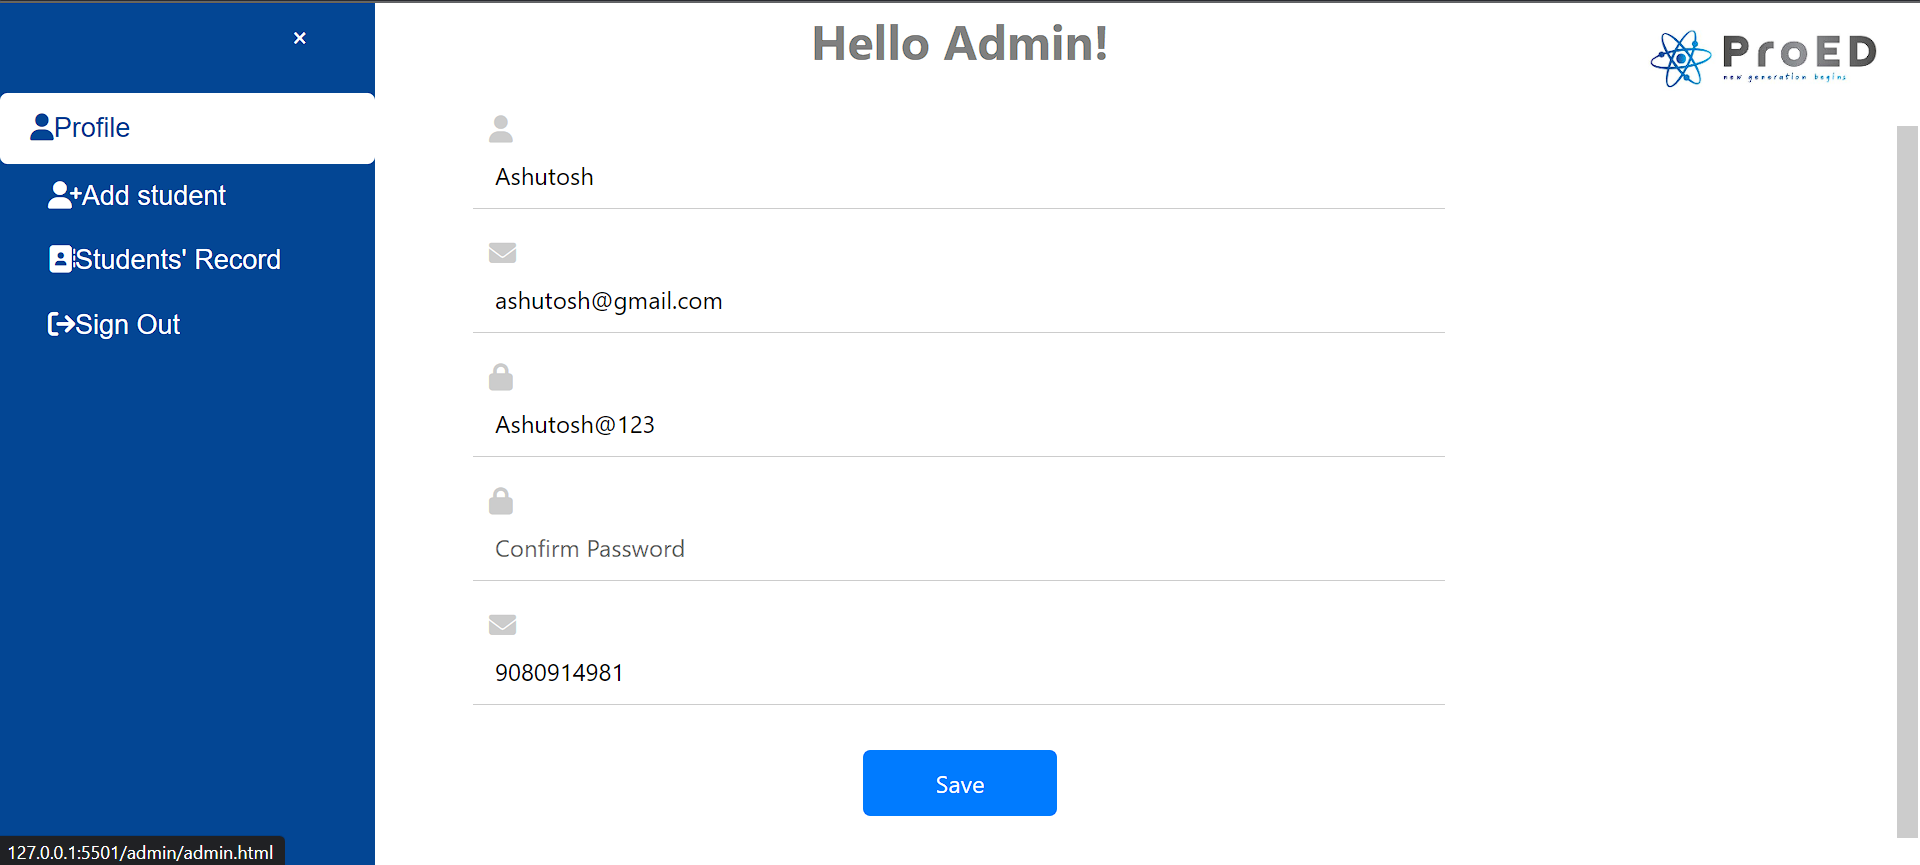 ×
Hello Admin!
ProED
new generation begins
Profile
Add student
Students' Record
Sign Out
Ashutosh
ashutosh@gmail.com
Ashutosh@123
Confirm Password
9080914981
Save
127.0.0.1:5501/admin/admin.html